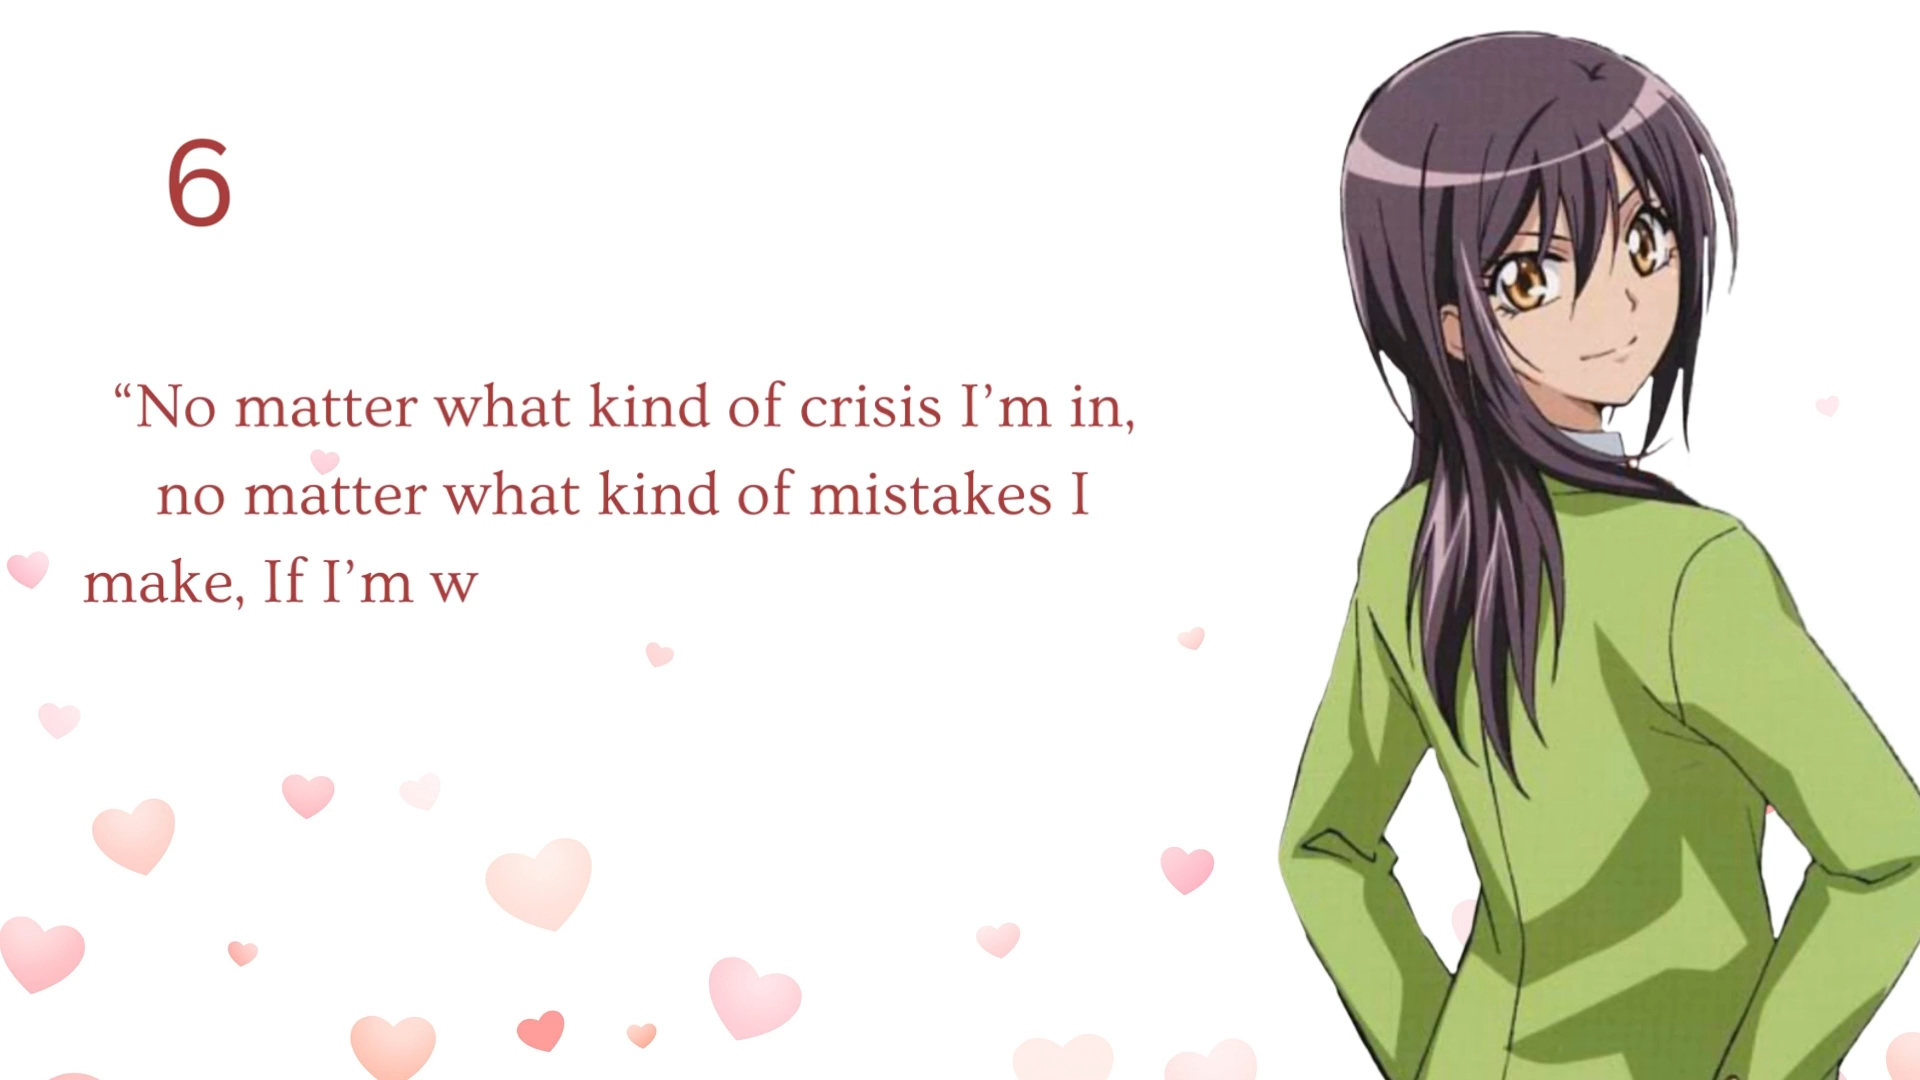 6
“No matter what kind of crisis I’m in,
no matter what kind of mistakes I
make, If I’m w